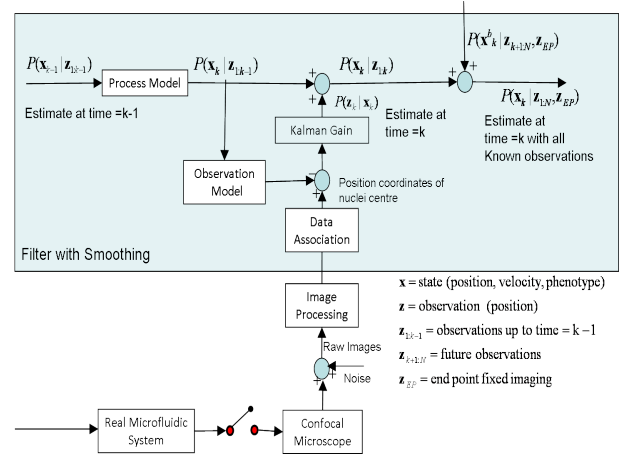 P(x^b_k | z_{k+1:N}, z_{EP})
P(x_{k-1} | z_{1:k-1})
P(x_k | z_{1:k-1})
P(x_k | z_{1:k})
P(x_k | z_{1:N}, z_{EP})
Process Model
P(z_k | x_k)
Estimate at time =k-1
Kalman Gain
Estimate at
time =k
Estimate at
time =k with all
Known observations
Observation
Model
Position coordinates of
nuclei centre
Data
Association
Filter with Smoothing
Image
Processing
x = state (position, velocity, phenotype)
z = observation (position)
z_{1:k-1} = observations up to time = k – 1
z_{k+1:N} = future observations
z_{EP} = end point fixed imaging
Raw Images
Noise
Real Microfluidic
System
Confocal
Microscope